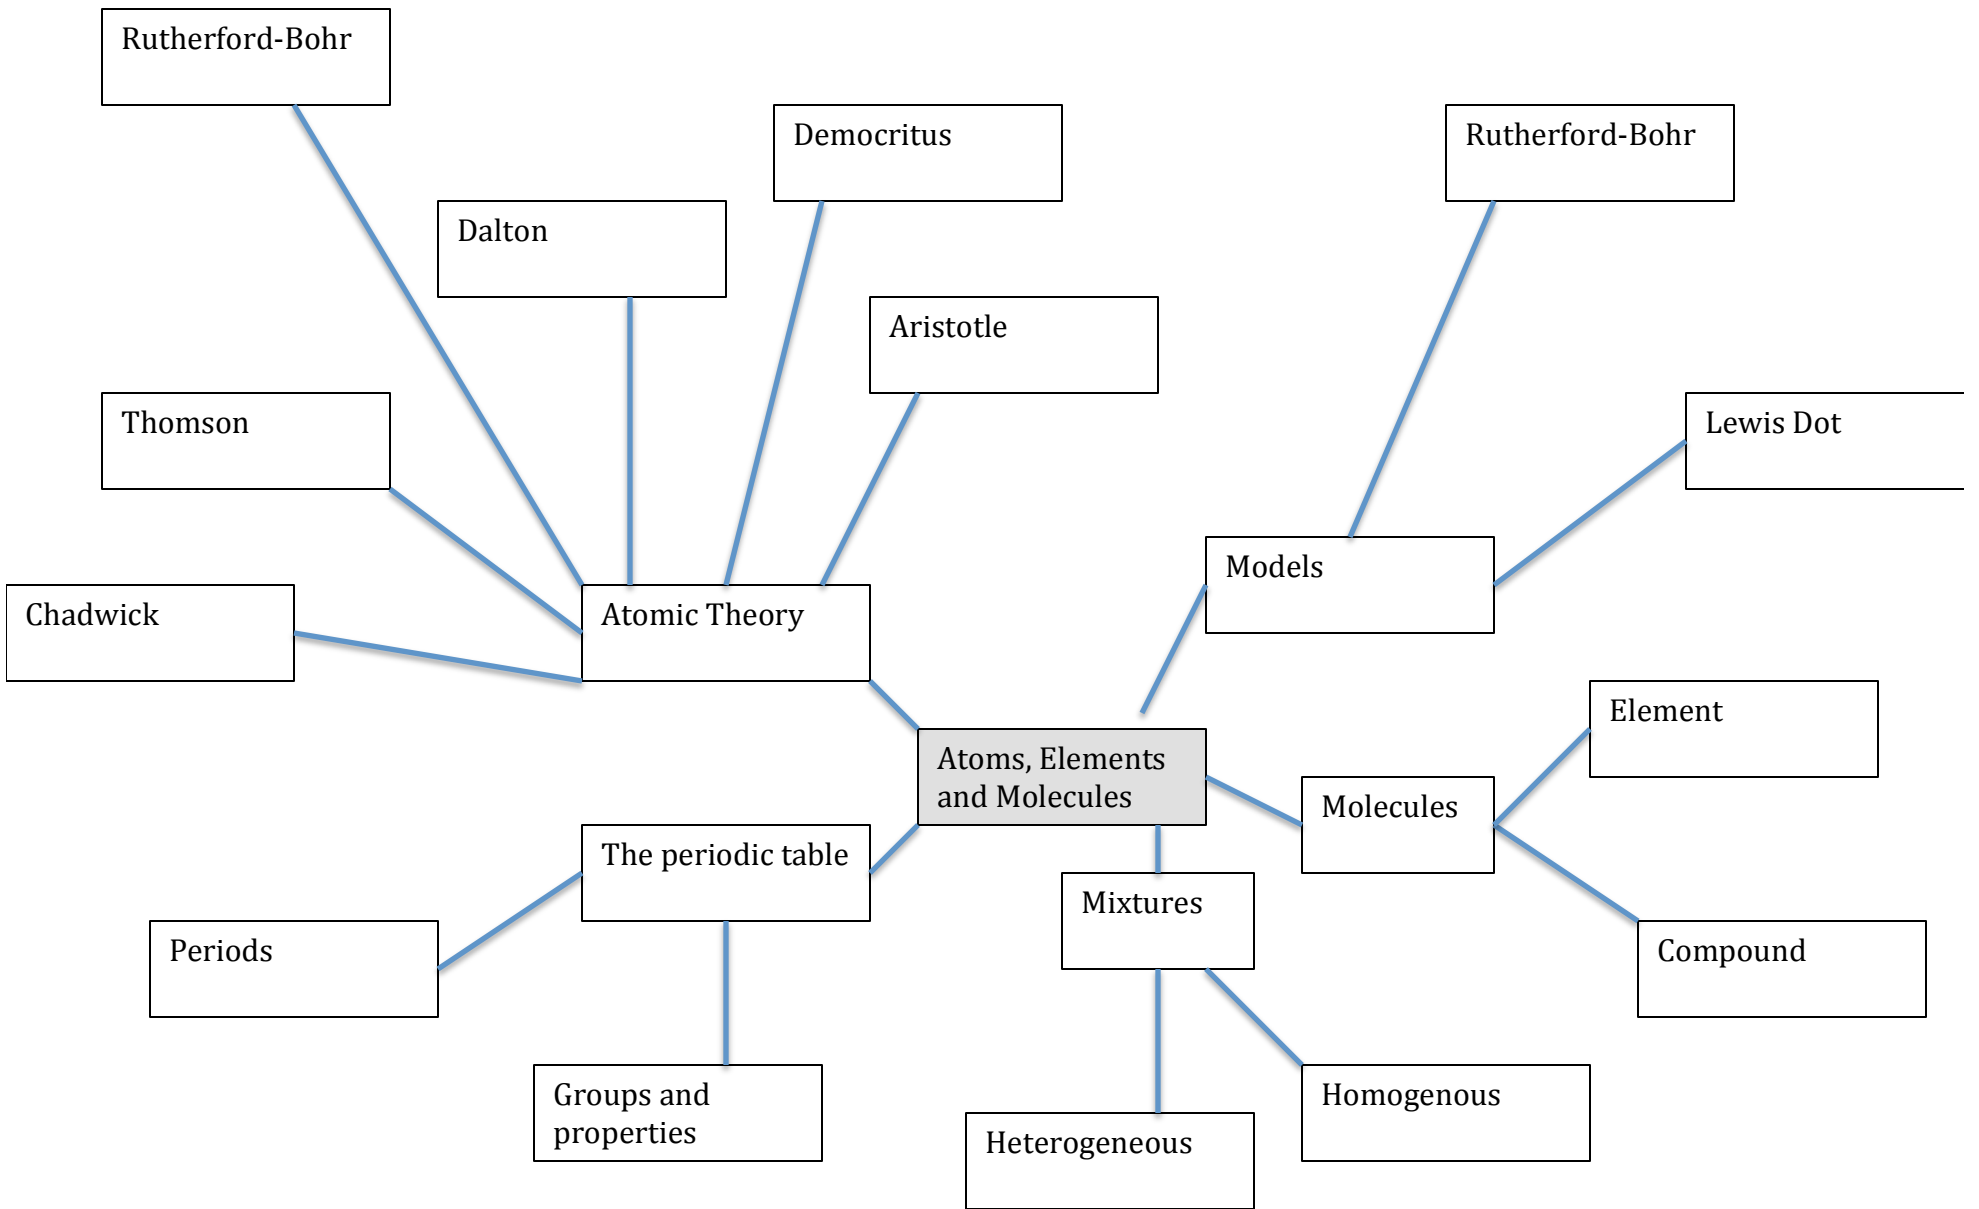 Rutherford-Bohr
Democritus
Rutherford-Bohr
Dalton
Aristotle
Thomson
Lewis Dot
Models
Chadwick
Atomic Theory
Element
Atoms, Elements
and Molecules
Molecules
The periodic table
Mixtures
Periods
Compound
Groups and
properties
Homogenous
Heterogeneous